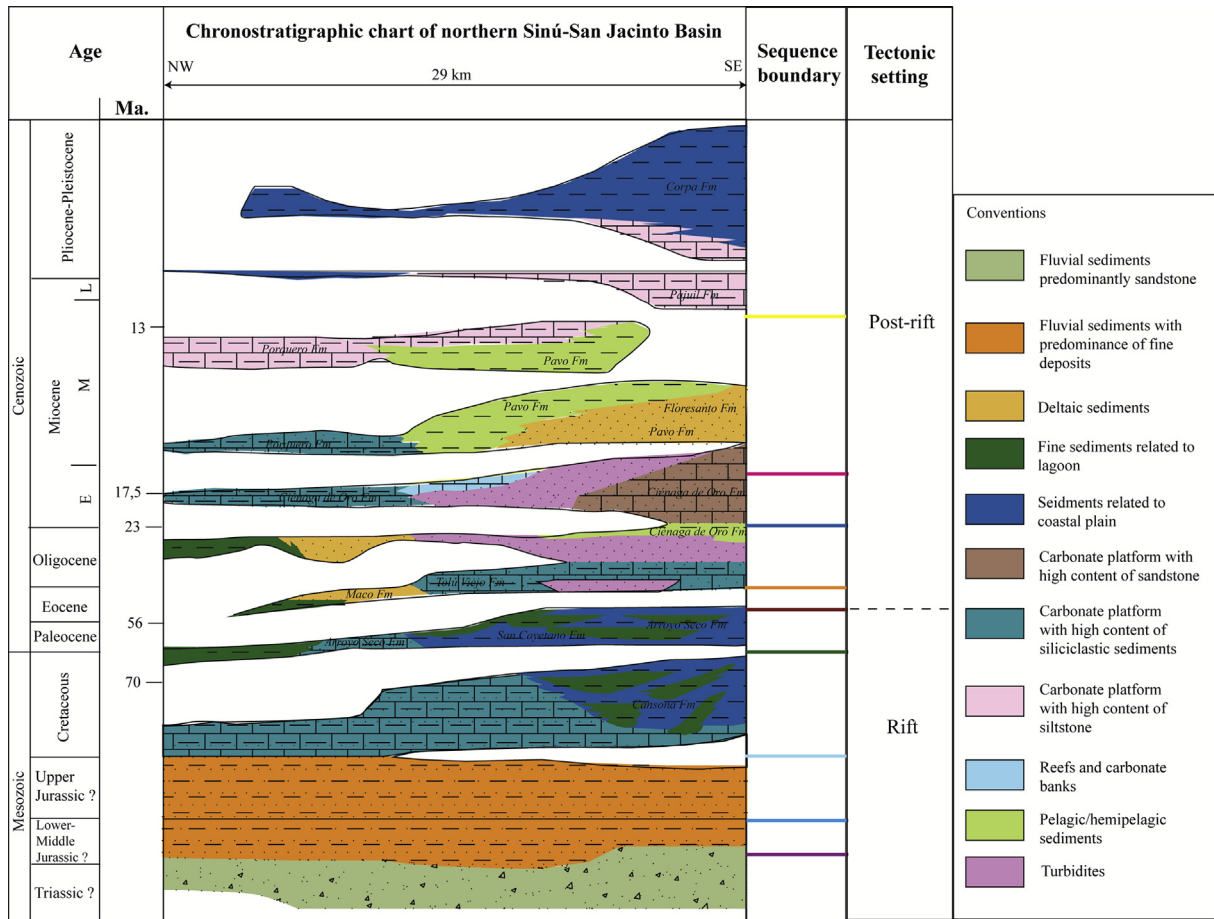 Age
Chronostratigraphic chart of northern Sinú-San Jacinto Basin
Sequence
boundary
Tectonic
setting
NW
29 km
SE
Ma.
Cenozoic
Mesozoic
Pliocene-Pleistocene
Miocene
L
M
E
Oligocene
Eocene
Paleocene
Cretaceous
Upper
Jurassic ?
Lower-
Middle
Jurassic ?
Triassic ?
13
17,5
23
56
70
Corpa Fm
Pajuil Fm
Porquero Fm
Pavo Fm
Pavo Fm
Floresanto Fm
Pavo Fm
Porquero Fm
Ciénaga de Oro Fm
Ciénaga de Oro Fm
Ciénaga de Oro Fm
Tolú Viejo Fm
Maco Fm
Arroyo Seco Fm
San Cayetano Fm
Arroyo Seco Fm
Cansona Fm
Post-rift
Rift
Conventions
Fluvial sediments
predominantly sandstone
Fluvial sediments with
predominance of fine
deposits
Deltaic sediments
Fine sediments related to
lagoon
Seidments related to
coastal plain
Carbonate platform with
high content of sandstone
Carbonate platform
with high content of
siliciclastic sediments
Carbonate platform
with high content of
siltstone
Reefs and carbonate
banks
Pelagic/hemipelagic
sediments
Turbidites